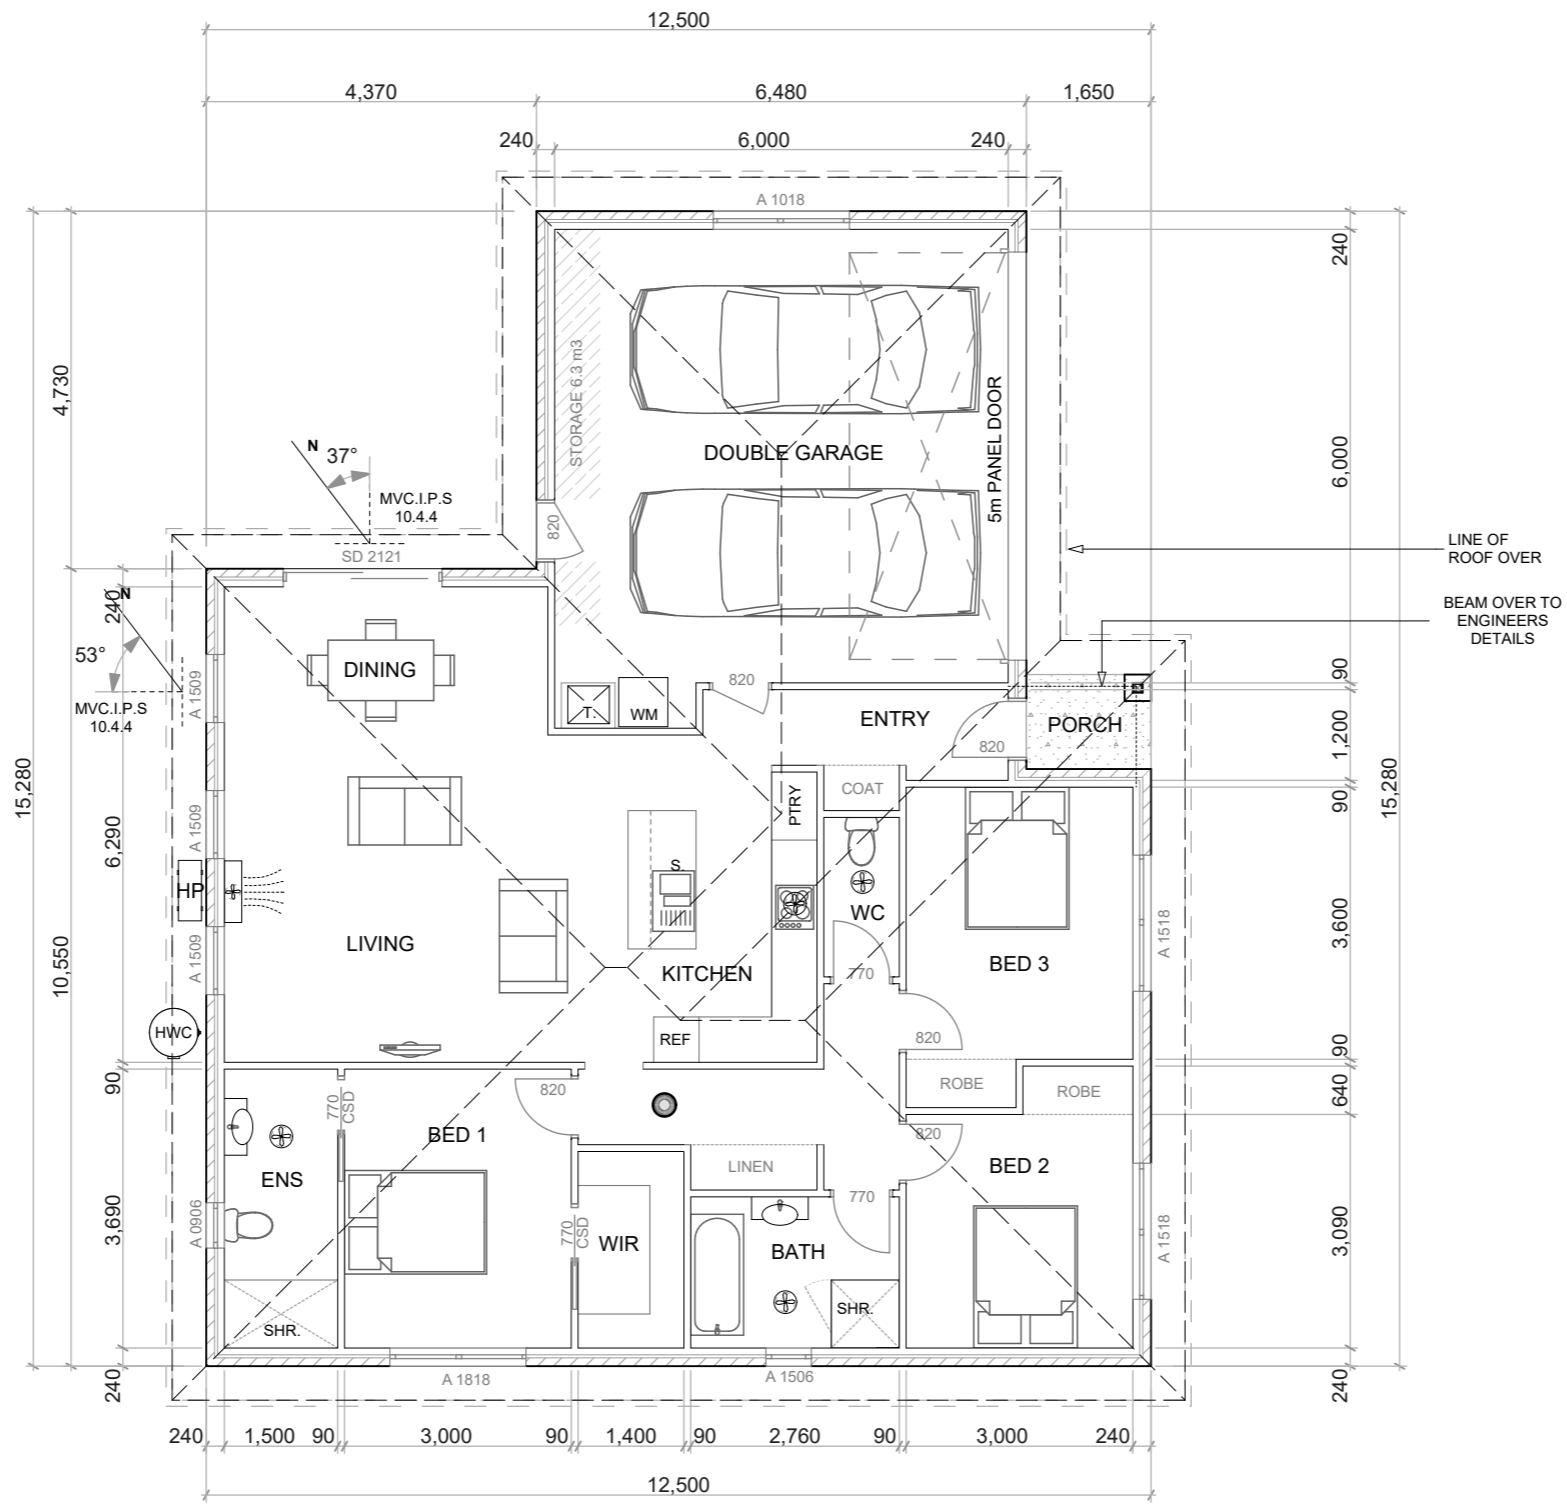 12,500
4,370
6,480
1,650
240
6,000
240
A 1018
240
STORAGE 6.3 m3
DOUBLE GARAGE
5m PANEL DOOR
4,730
6,000
N
37°
MVC.I.P.S
10.4.4
SD 2121
820
LINE OF
ROOF OVER
BEAM OVER TO
ENGINEERS
DETAILS
240
N
53°
MVC.I.P.S
10.4.4
A 1509
DINING
T.
WM
820
ENTRY
820
PORCH
90
1,200
15,280
15,280
6,290
A 1509
COAT
PTRY
90
HP
S.
WC
A 1518
3,600
10,550
A 1509
LIVING
KITCHEN
770
BED 3
HWC
REF
820
90
90
770
CSD
820
ROBE
ROBE
640
BED 1
820
ENS
LINEN
BED 2
3,690
A 0906
770
CSD
WIR
770
BATH
A 1518
3,090
SHR.
SHR.
240
A 1818
A 1506
240
240
1,500
90
3,000
90
1,400
90
2,760
90
3,000
240
12,500